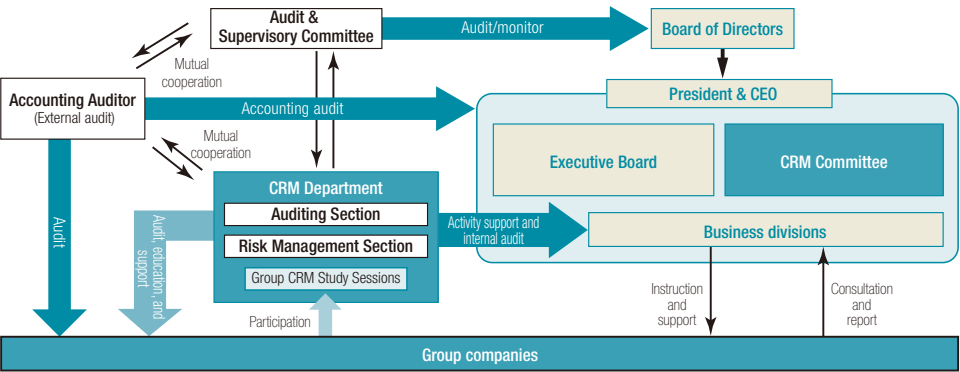 Audit &
Supervisory Committee
Audit/monitor
Board of Directors
Mutual
cooperation
President & CEO
Accounting Auditor
(External audit)
Accounting audit
Mutual
cooperation
Executive Board
CRM Committee
CRM Department
Auditing Section
Risk Management Section
Group CRM Study Sessions
Activity support and
internal audit
Business divisions
Audit
Audit, education, and
support
Participation
Instruction
and
support
Consultation
and
report
Group companies